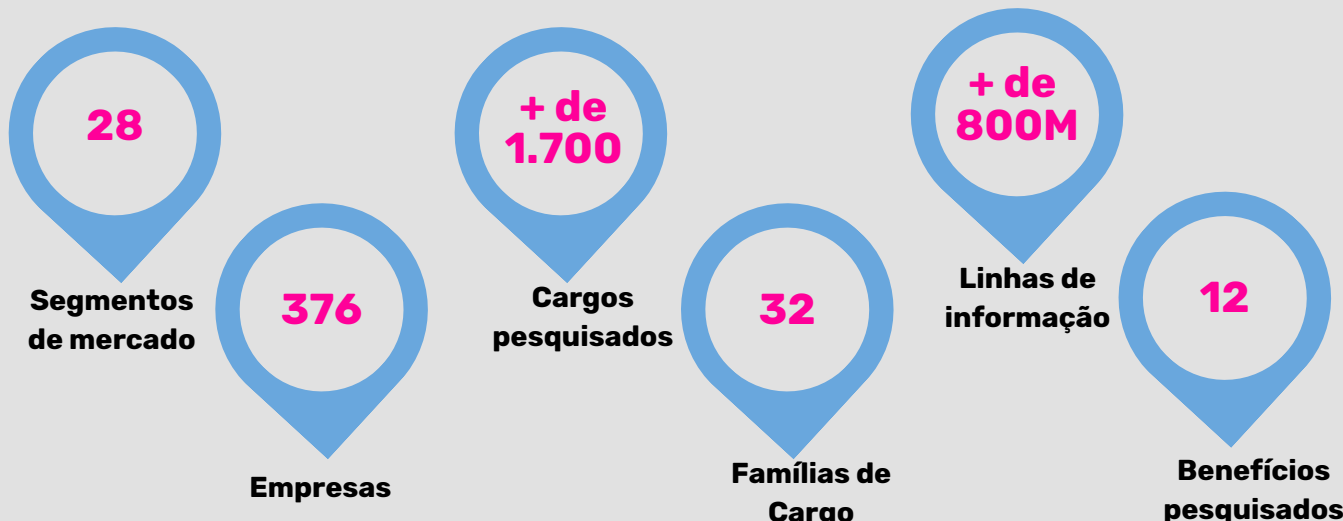 28
Segmentos
de mercado
376
Empresas
+ de
1.700
Cargos
pesquisados
32
Famílias de
Cargo
+ de
800M
Linhas de
informação
12
Benefícios
pesquisados